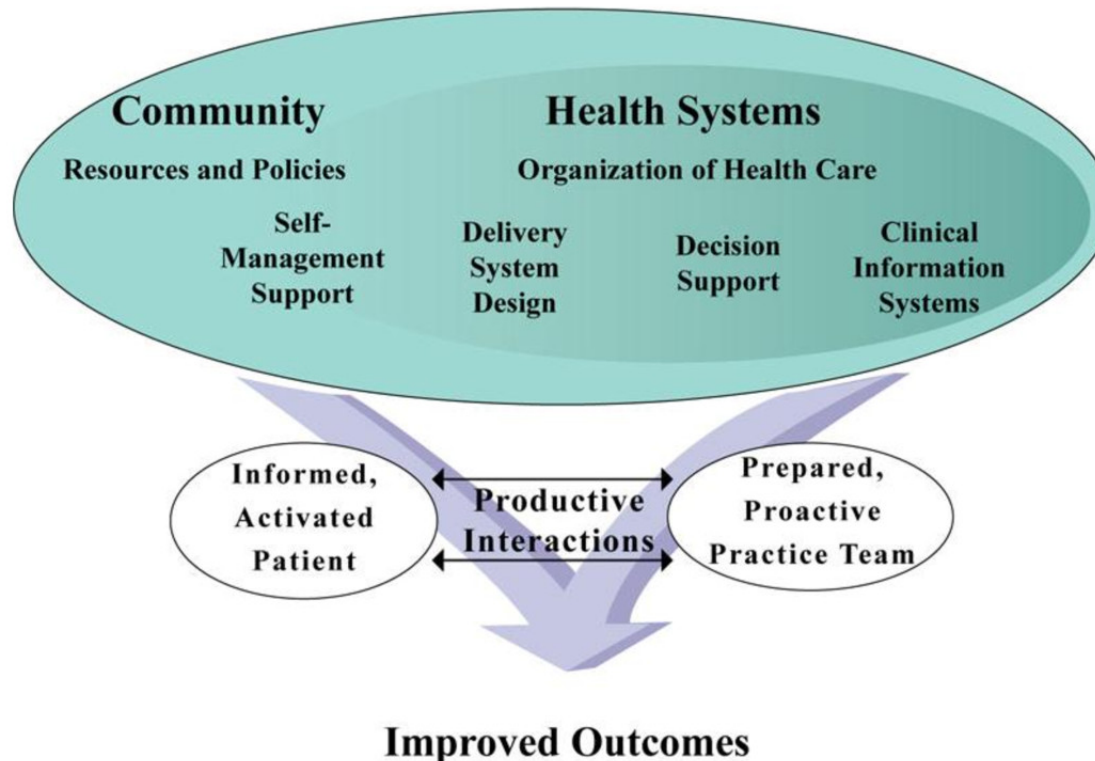 Community
Health Systems
Resources and Policies
Organization of Health Care
Self-
Management
Support
Delivery
System
Design
Decision
Support
Clinical
Information
Systems
Informed,
Activated
Patient
Productive
Interactions
Prepared,
Proactive
Practice Team
Improved Outcomes